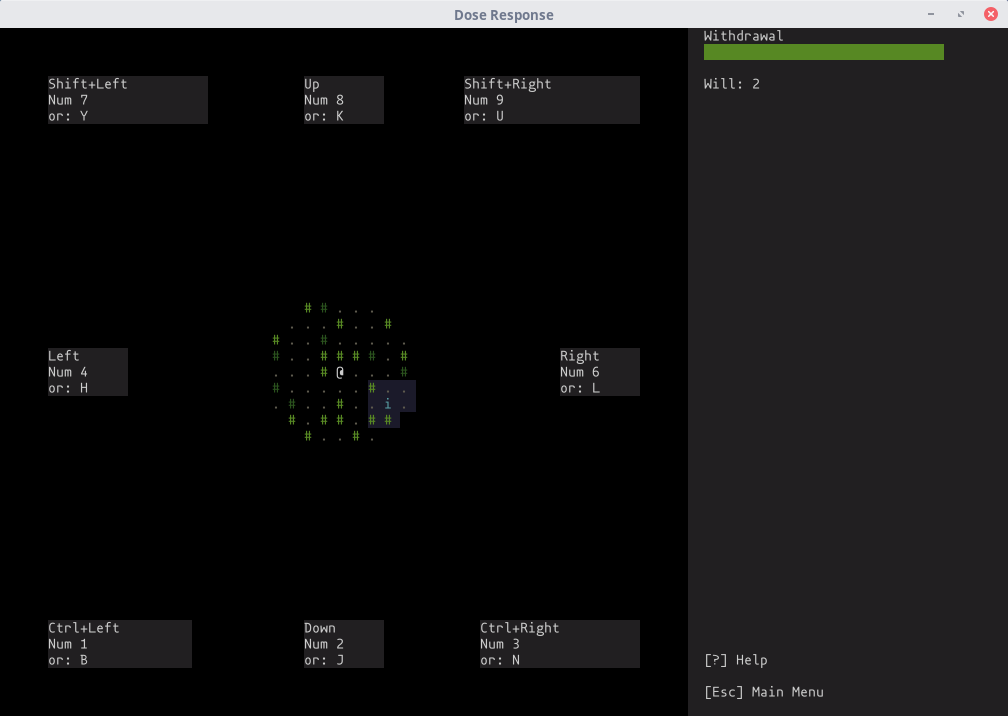 Dose Response
Withdrawal
Will: 2
Shift+Left
Num 7
or: Y
Up
Num 8
or: K
Shift+Right
Num 9
or: U
# # . . .
. . . # . . #
# . . # . . . . .
# . . # # # # . #
. . . # @ . . . #
# . . . . . # . .
. # . . # . . i .
# . # # . # #
# . . # .
Left
Num 4
or: H
Right
Num 6
or: L
Ctrl+Left
Num 1
or: B
Down
Num 2
or: J
Ctrl+Right
Num 3
or: N
[?] Help
[Esc] Main Menu